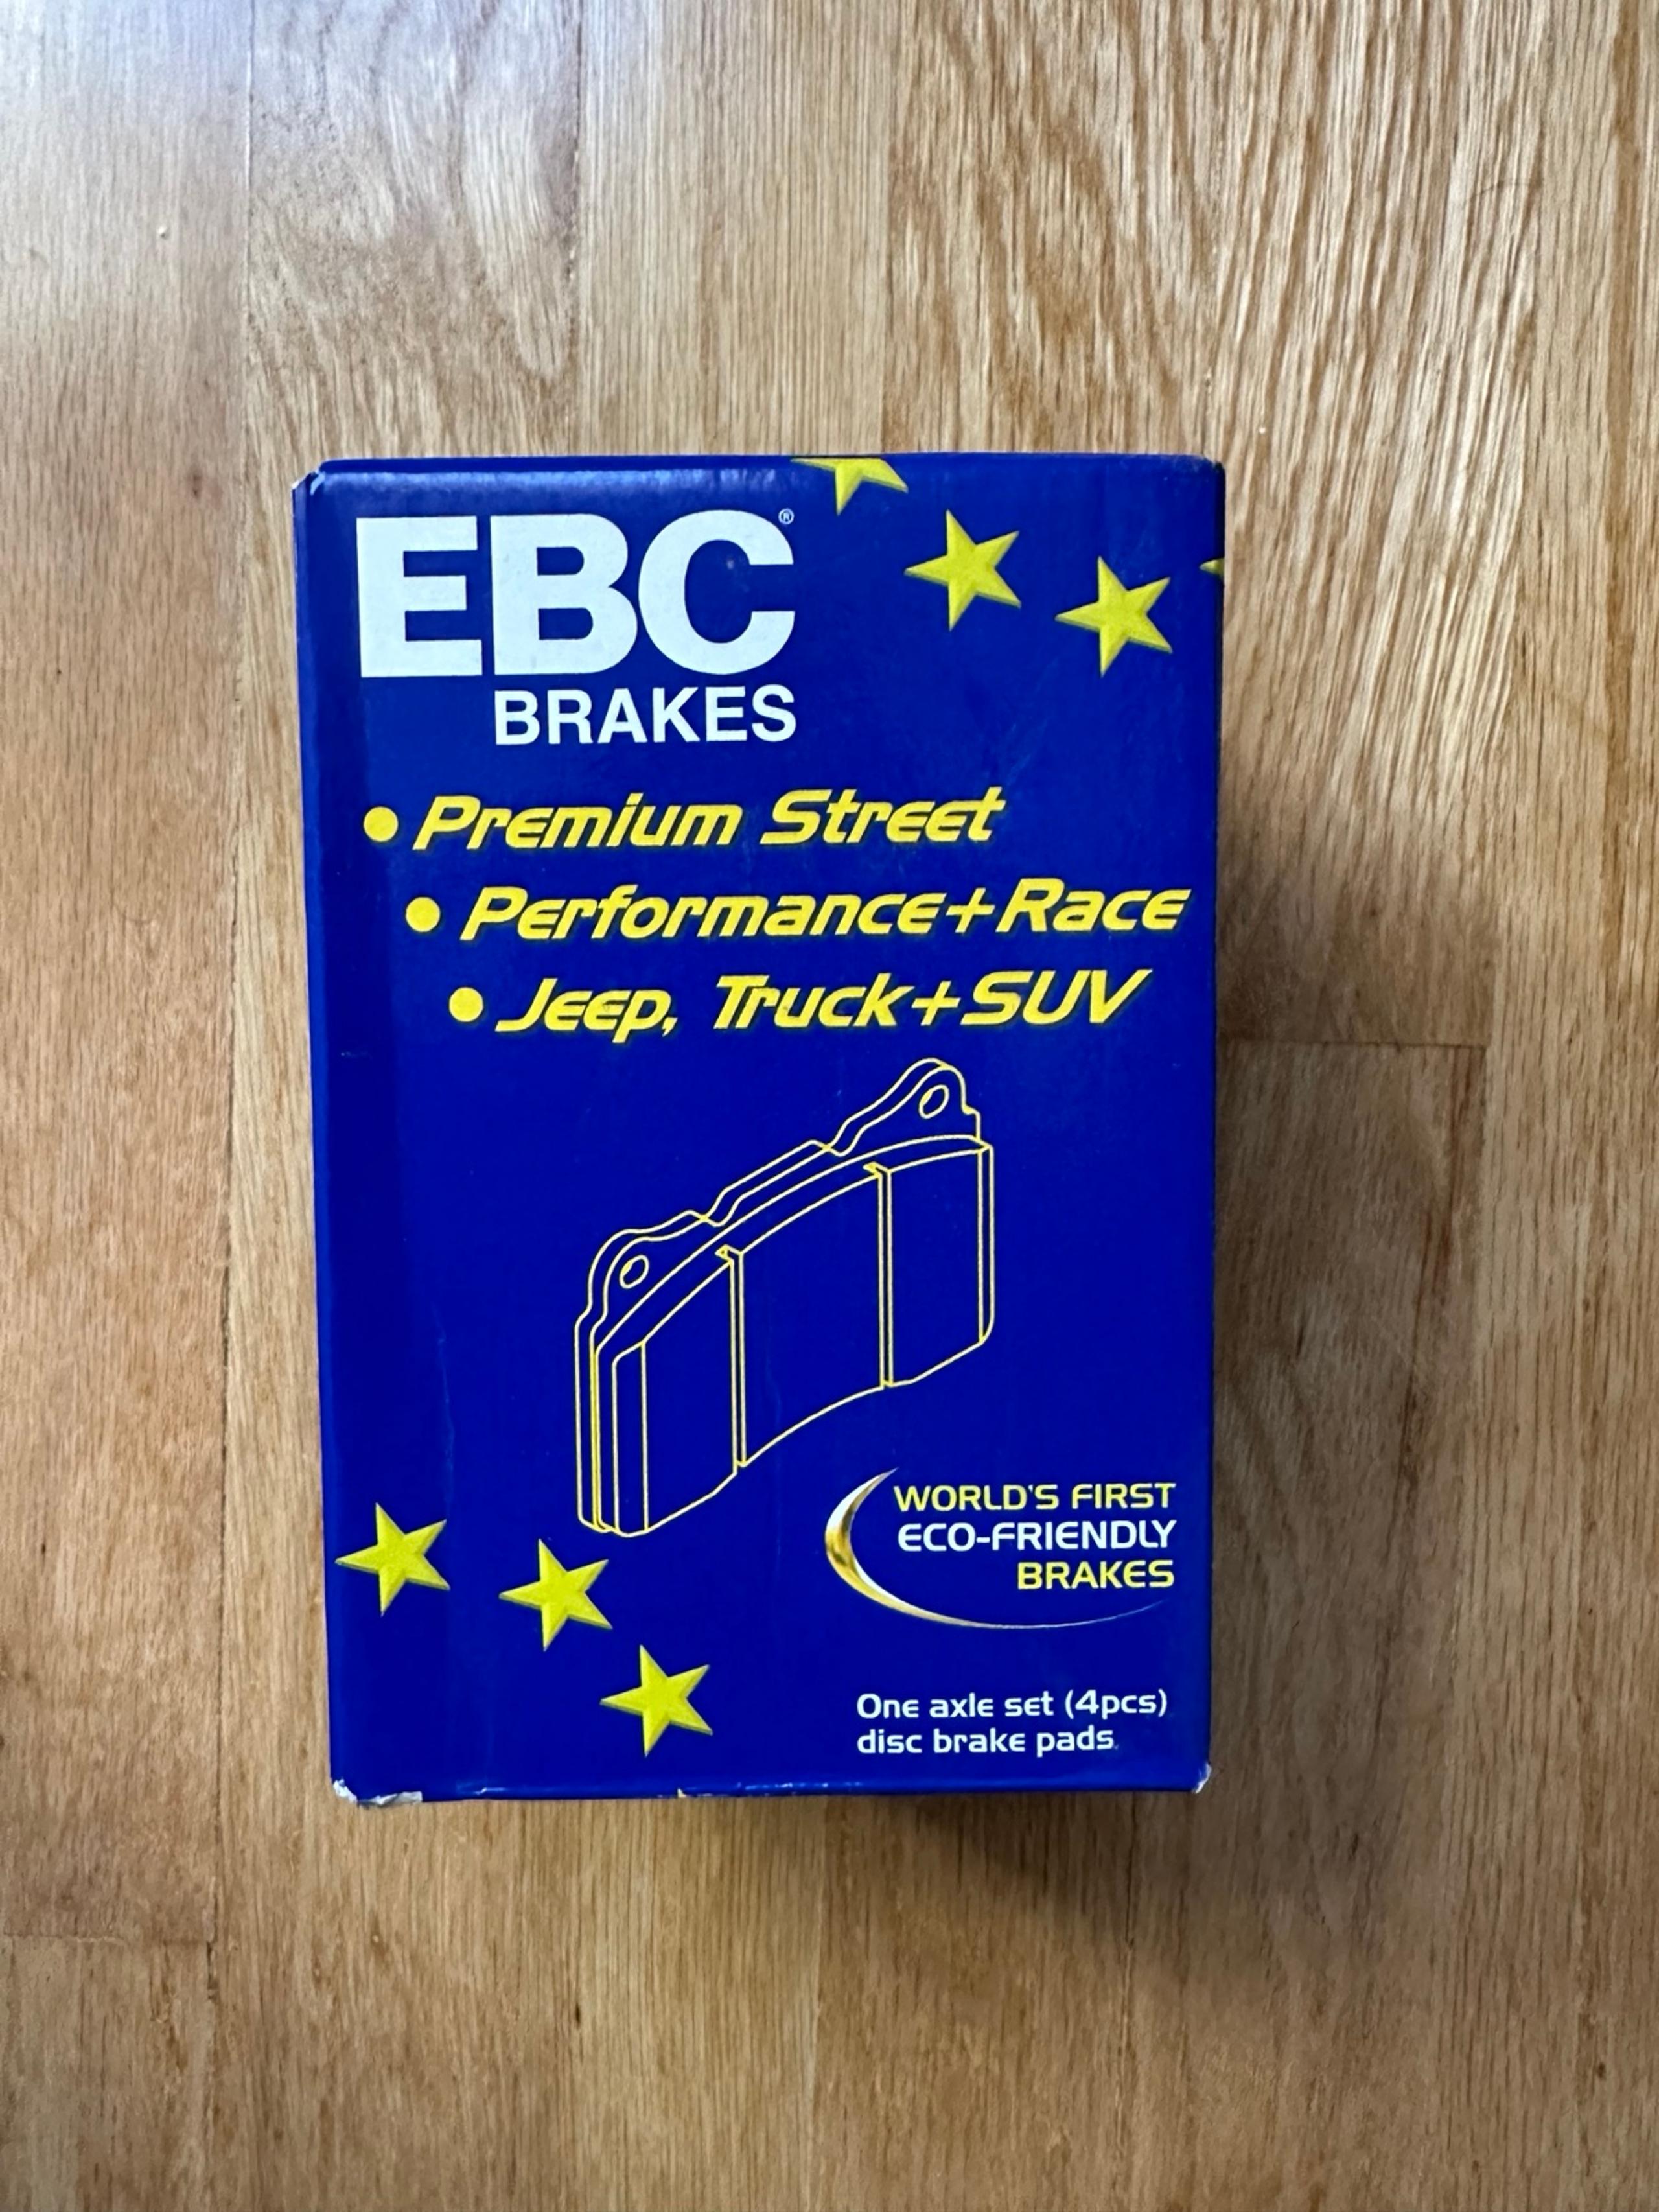 EBC®
BRAKES
• Premium Street
• Performance+Race
• Jeep, Truck+SUV
WORLD'S FIRST
ECO-FRIENDLY
BRAKES
One axle set (4pcs)
disc brake pads.